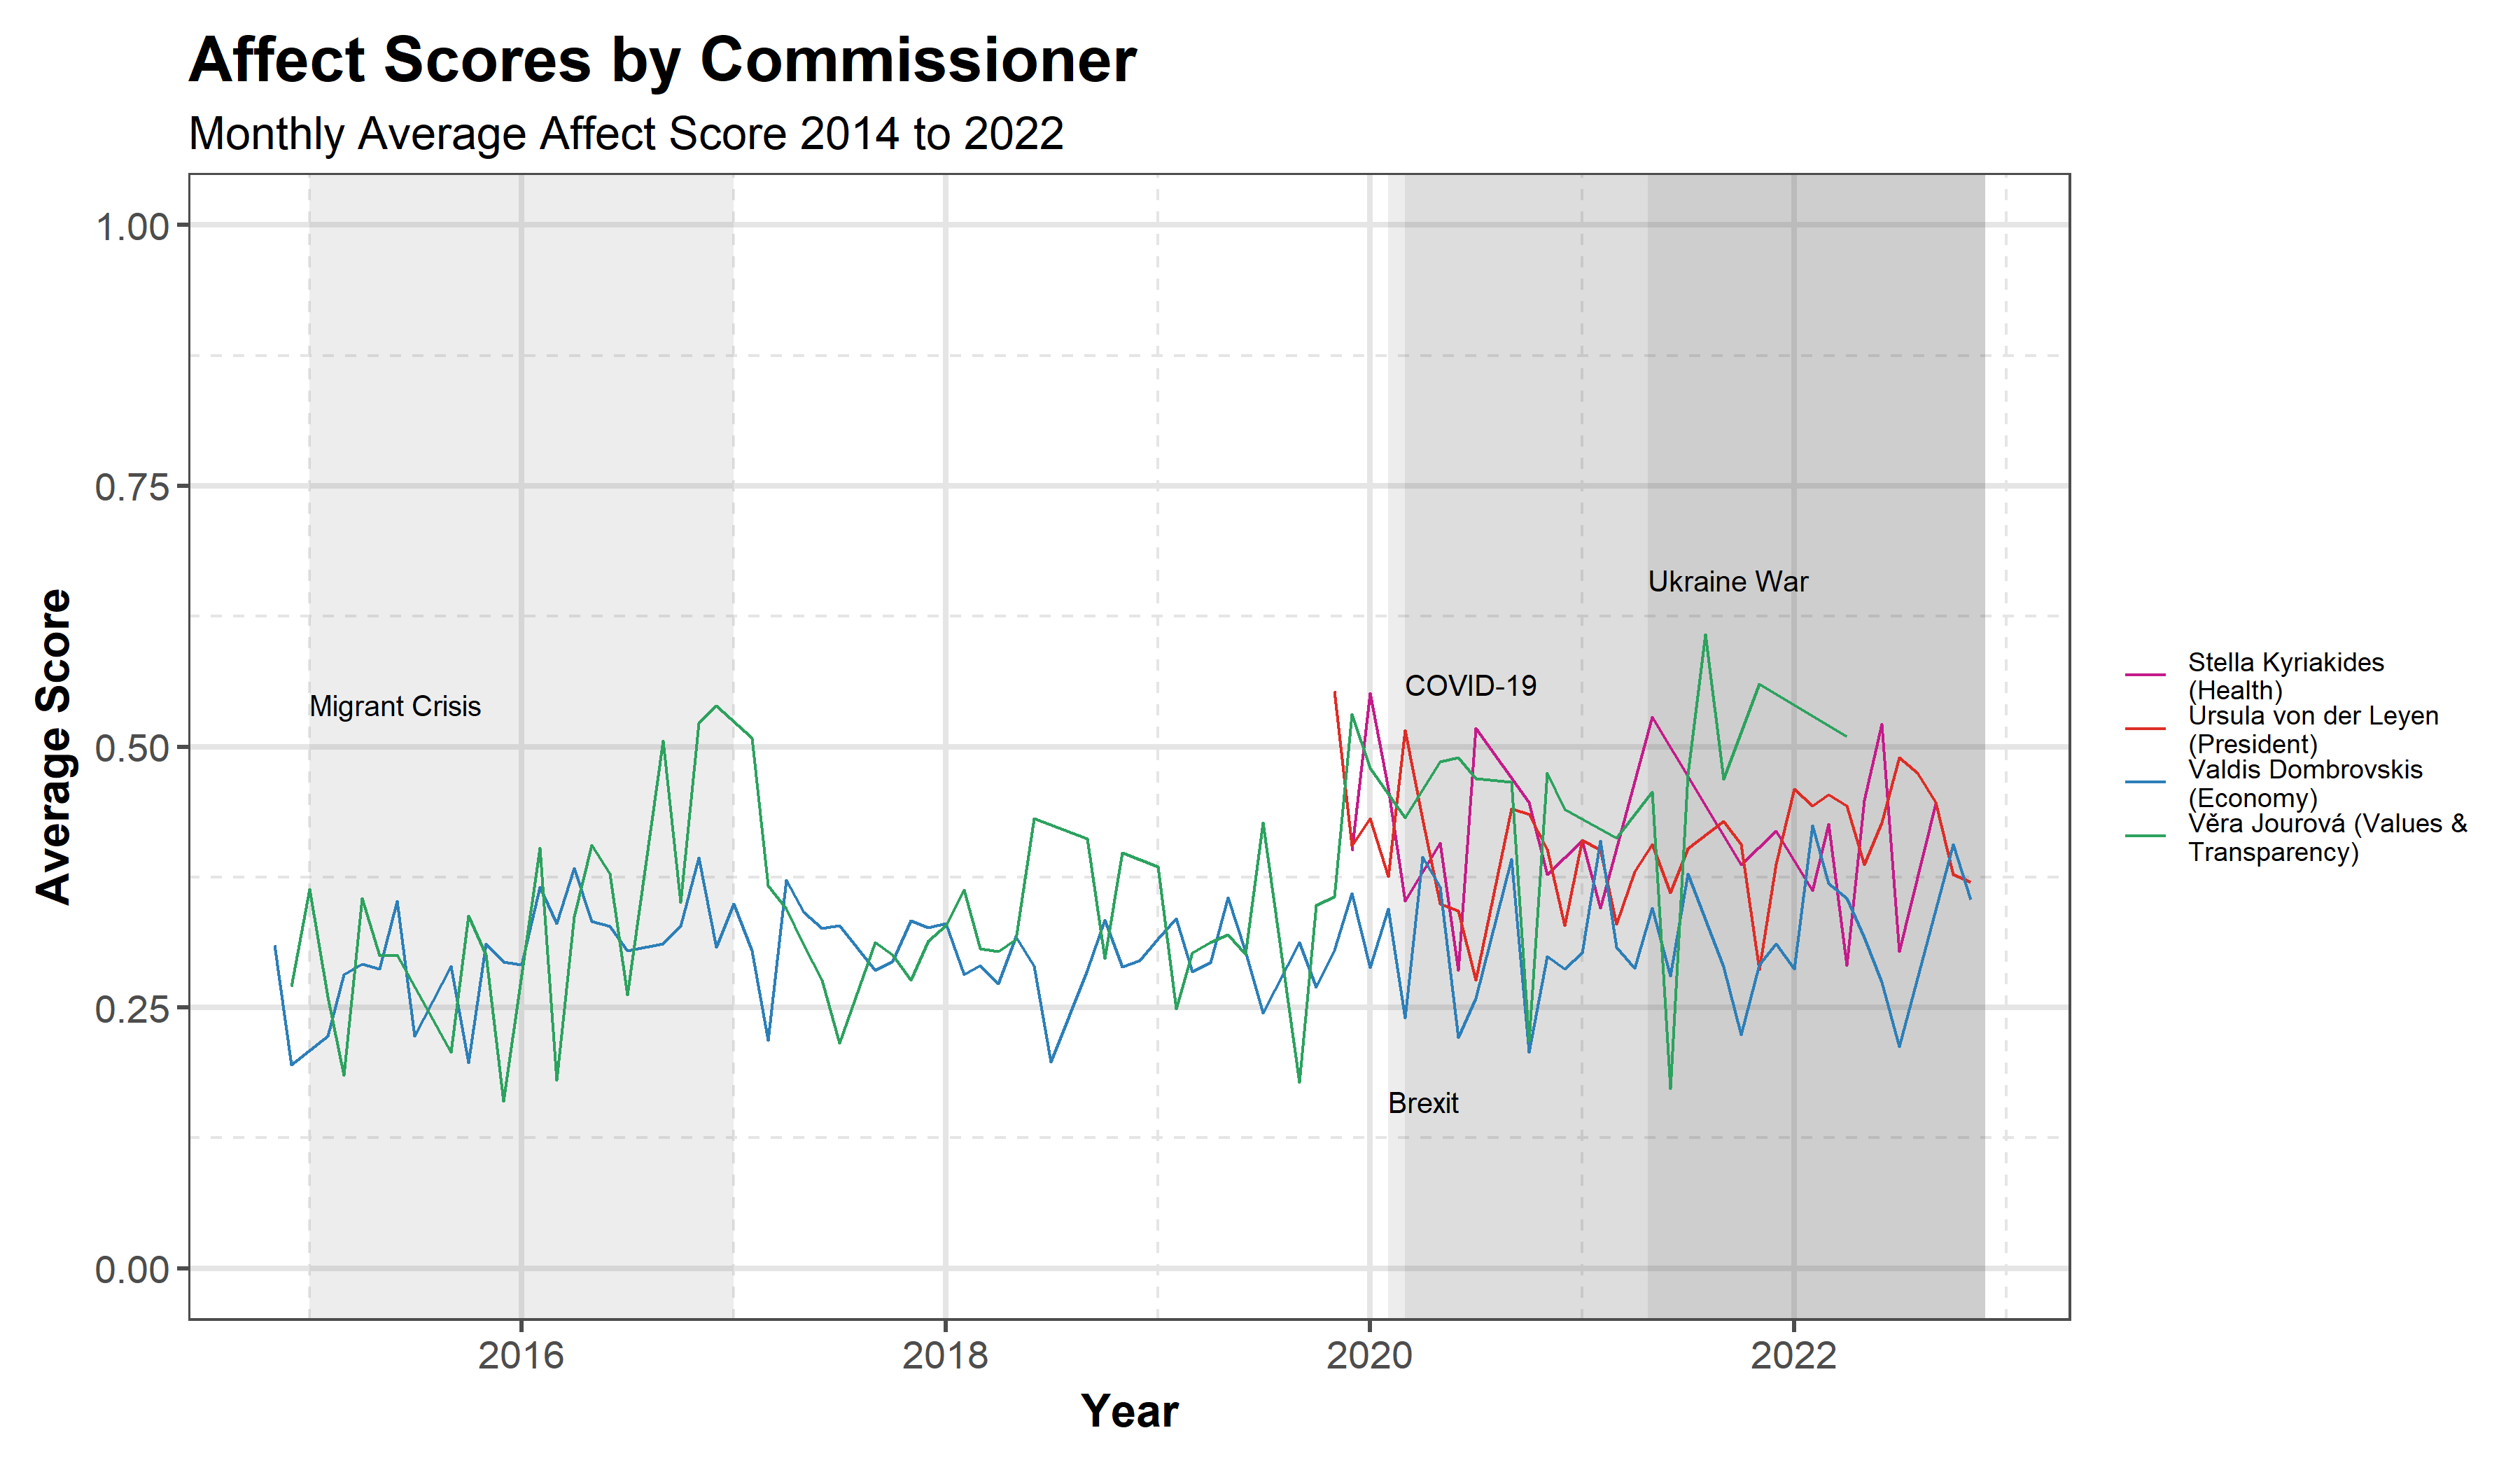 Affect Scores by Commissioner
Monthly Average Affect Score 2014 to 2022
Average Score
1.00
0.75
0.50
0.25
0.00
Migrant Crisis
COVID-19
Ukraine War
Brexit
2016
2018
2020
2022
Year
Stella Kyriakides
(Health)
Ursula von der Leyen
(President)
Valdis Dombrovskis
(Economy)
Věra Jourová (Values &
Transparency)